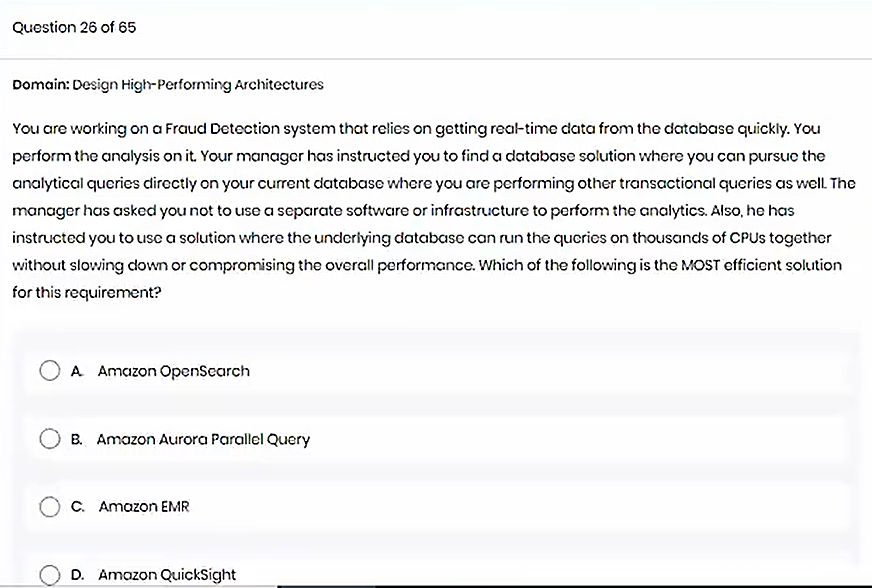 Question 26 of 65
Domain: Design High-Performing Architectures
You are working on a Fraud Detection system that relies on getting real-time data from the database quickly. You
perform the analysis on it. Your manager has instructed you to find a database solution where you can pursue the
analytical queries directly on your current database where you are performing other transactional queries as well. The
manager has asked you not to use a separate software or infrastructure to perform the analytics. Also, he has
instructed you to use a solution where the underlying database can run the queries on thousands of CPUs together
without slowing down or compromising the overall performance. Which of the following is the MOST efficient solution
for this requirement?
A. Amazon OpenSearch
B. Amazon Aurora Parallel Query
C. Amazon EMR
D. Amazon QuickSight